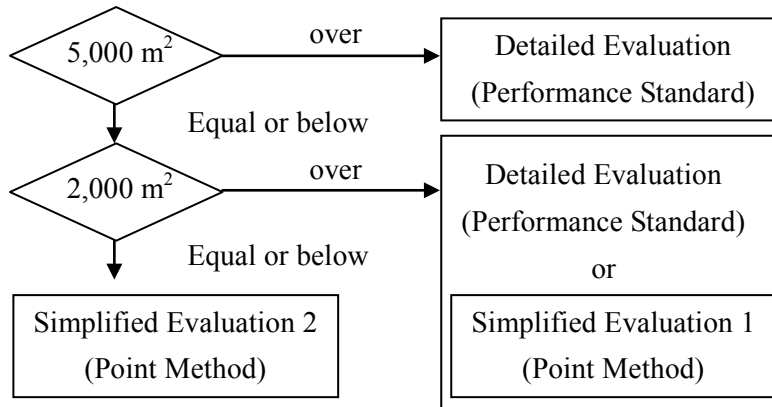 5,000 m²
over
Detailed Evaluation
(Performance Standard)
Equal or below
2,000 m²
over
Detailed Evaluation
(Performance Standard)
or
Simplified Evaluation 1
(Point Method)
Equal or below
Simplified Evaluation 2
(Point Method)